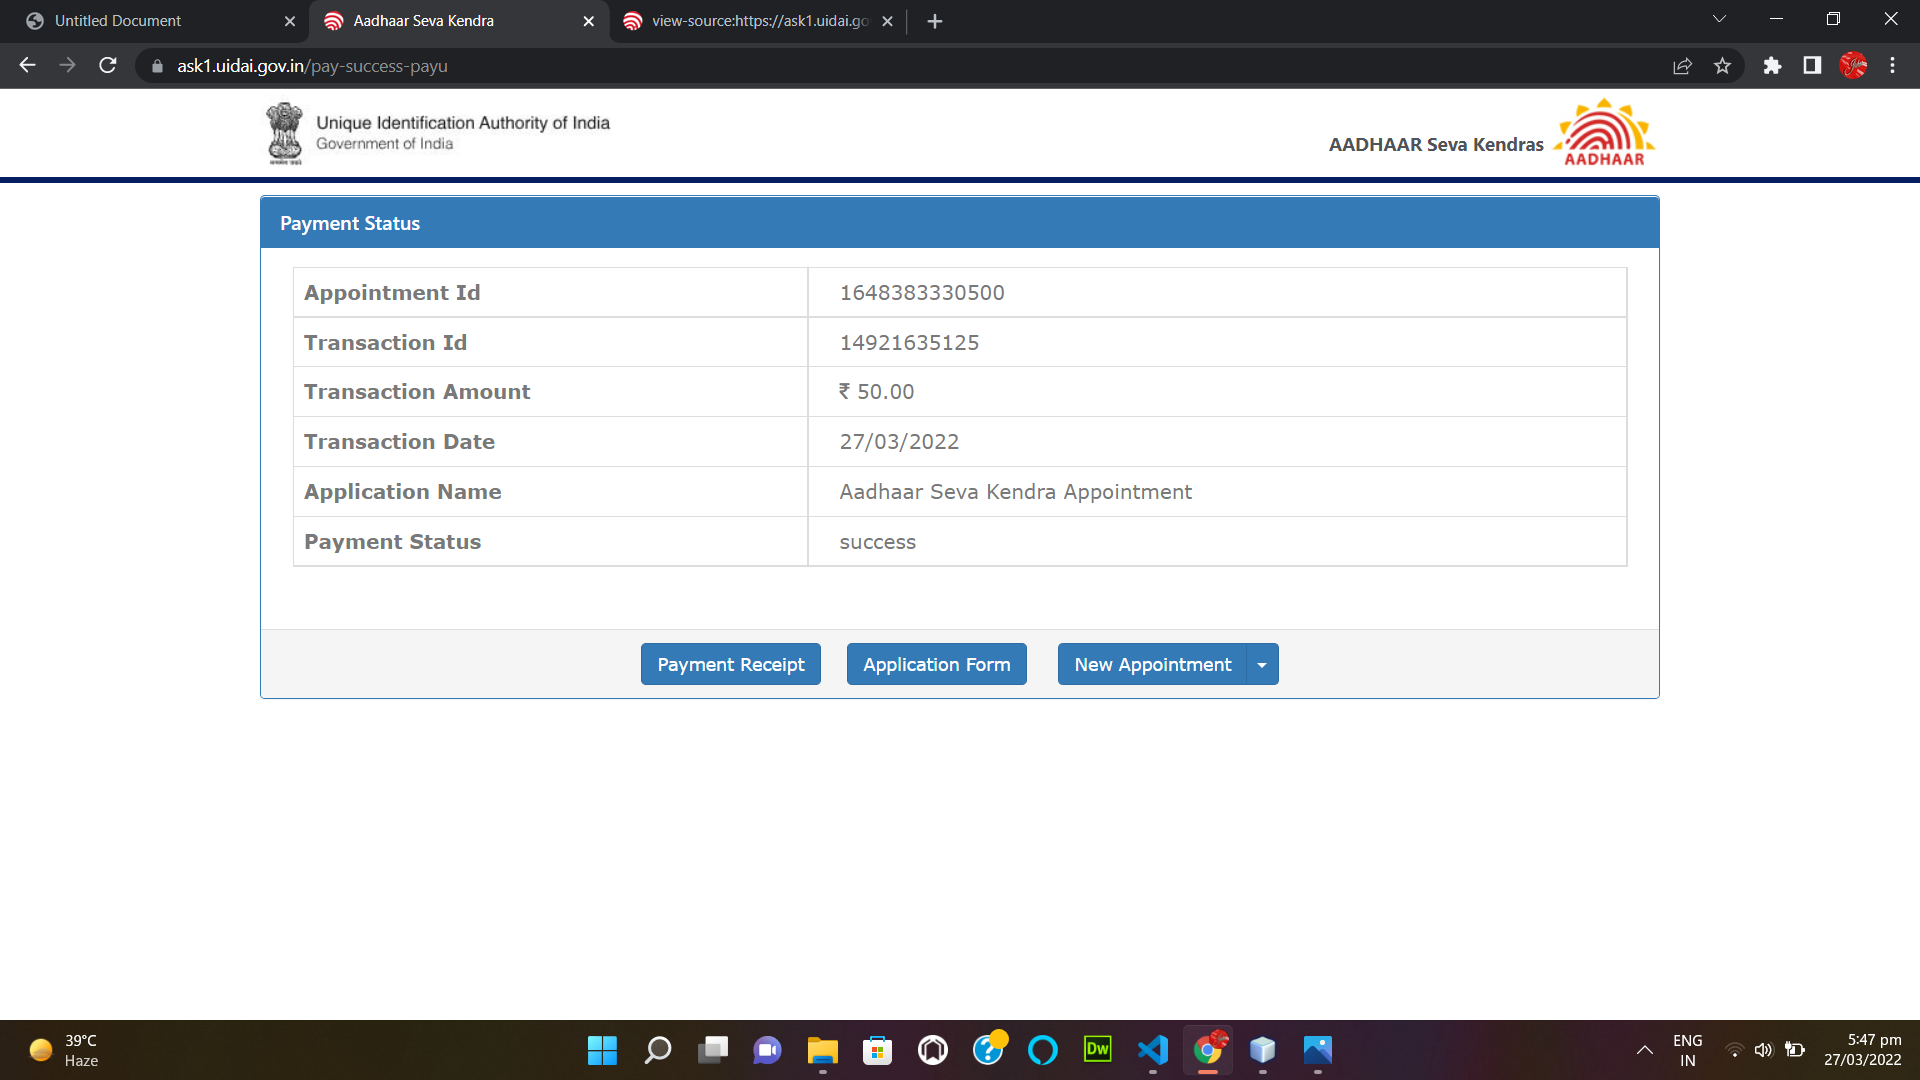 Untitled Document
Aadhaar Seva Kendra
view-source:https://ask1.uidai.go
ask1.uidai.gov.in/pay-success-payu
Unique Identification Authority of India
Government of India
AADHAAR Seva Kendras
AADHAAR
Payment Status
Appointment Id 1648383330500
Transaction Id 14921635125
Transaction Amount ₹ 50.00
Transaction Date 27/03/2022
Application Name Aadhaar Seva Kendra Appointment
Payment Status success
Payment Receipt Application Form New Appointment
39°C
Haze
Dw
ENG
IN
5:47 pm
27/03/2022